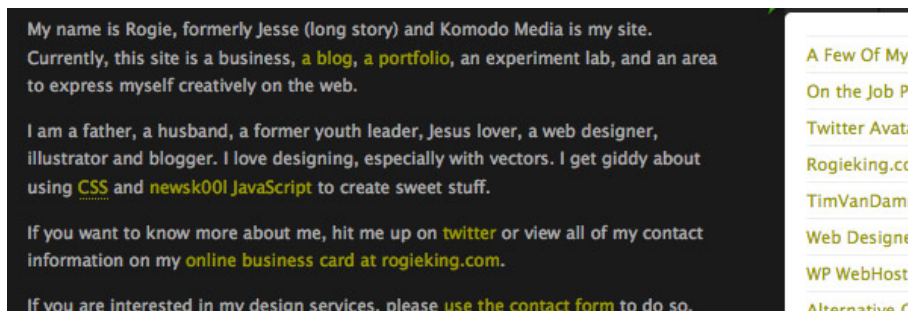 My name is Rogie, formerly Jesse (long story) and Komodo Media is my site.
Currently, this site is a business, a blog, a portfolio, an experiment lab, and an area
to express myself creatively on the web.
I am a father, a husband, a former youth leader, Jesus lover, a web designer,
illustrator and blogger. I love designing, especially with vectors. I get giddy about
using CSS and newsk00l JavaScript to create sweet stuff.
If you want to know more about me, hit me up on twitter or view all of my contact
information on my online business card at rogieking.com.
If you are interested in my design services, please use the contact form to do so.
A Few Of My
On the Job P
Twitter Avat
Rogieking.co
TimVanDam
Web Designe
WP WebHost
Alternative